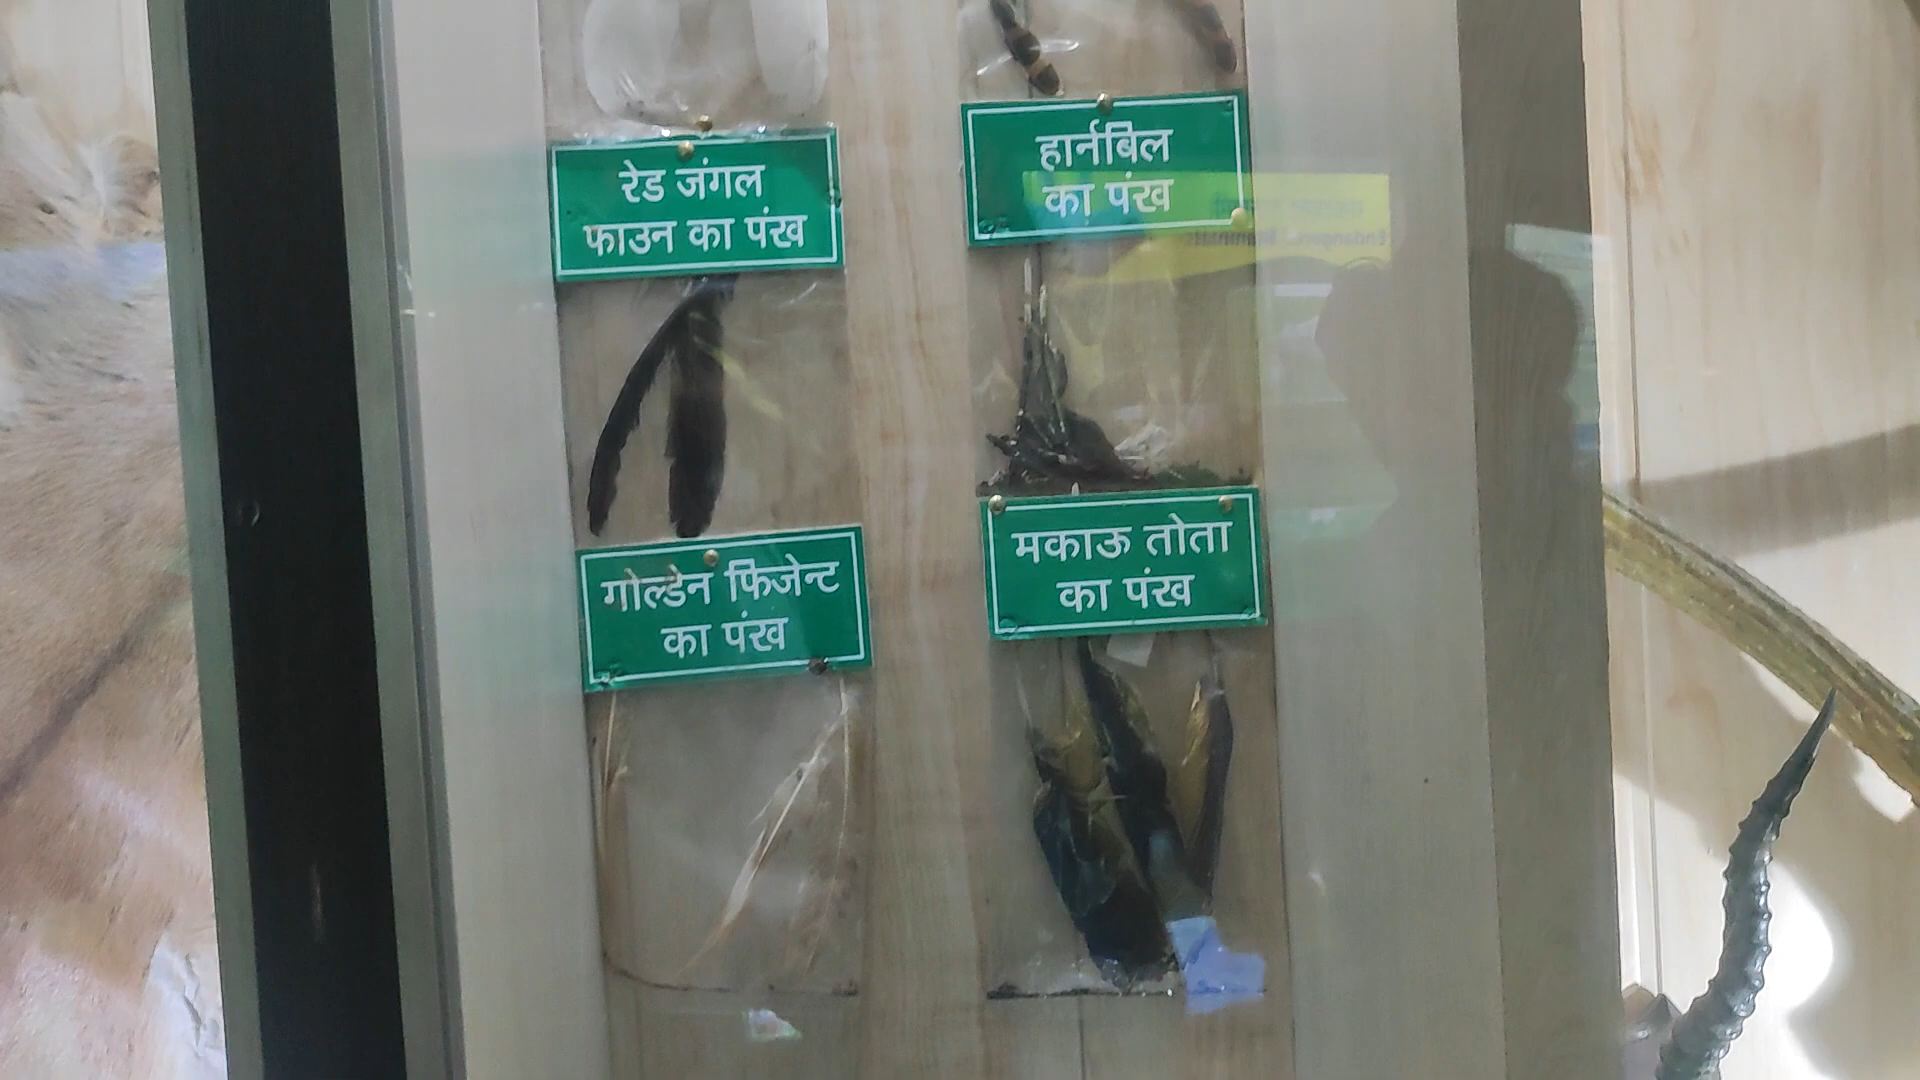 रेड जंगल
फाउन का पंख
हार्नबिल
का पंख
गोल्डेन फिजेन्ट
का पंख
मकाऊ तोता
का पंख